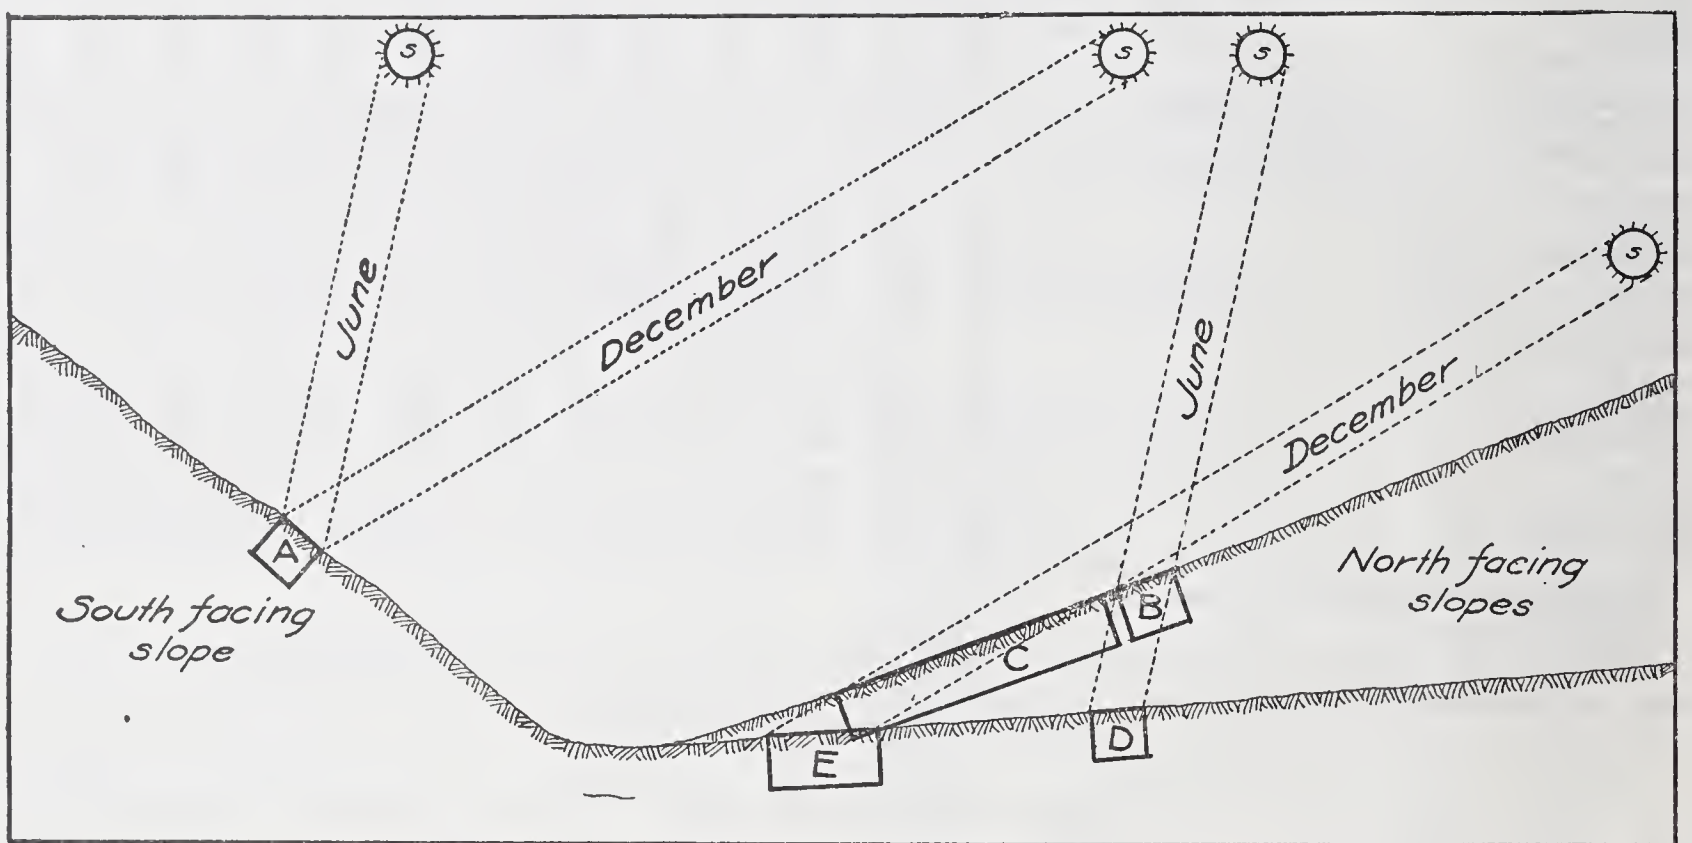 S
S
S
S
June
December
June
December
A
B
C
D
E
South facing
slope
North facing
slopes